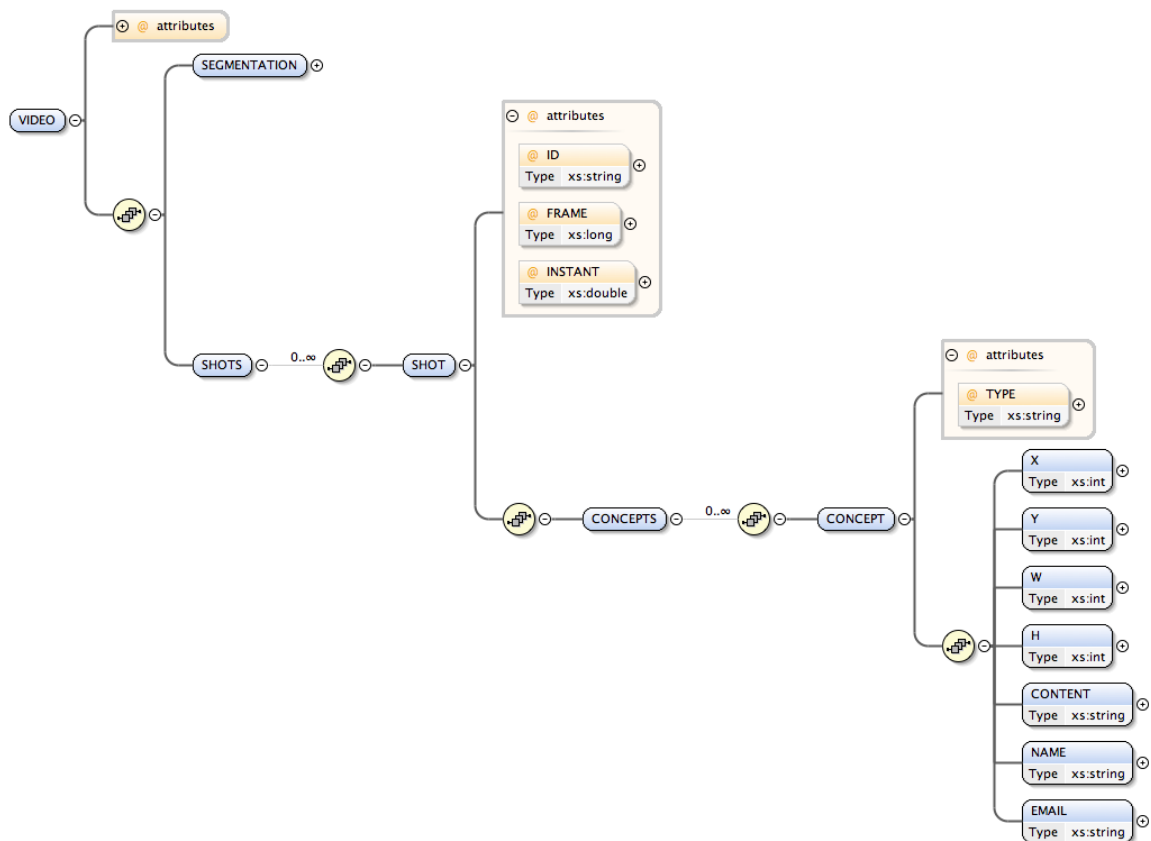 @ attributes
SEGMENTATION
VIDEO
@ attributes
@ ID
Type xs:string
@ FRAME
Type xs:long
@ INSTANT
Type xs:double
SHOTS
0..∞
SHOT
@ attributes
@ TYPE
Type xs:string
X
Type xs:int
Y
Type xs:int
W
Type xs:int
H
Type xs:int
CONTENT
Type xs:string
NAME
Type xs:string
EMAIL
Type xs:string
CONCEPTS
0..∞
CONCEPT